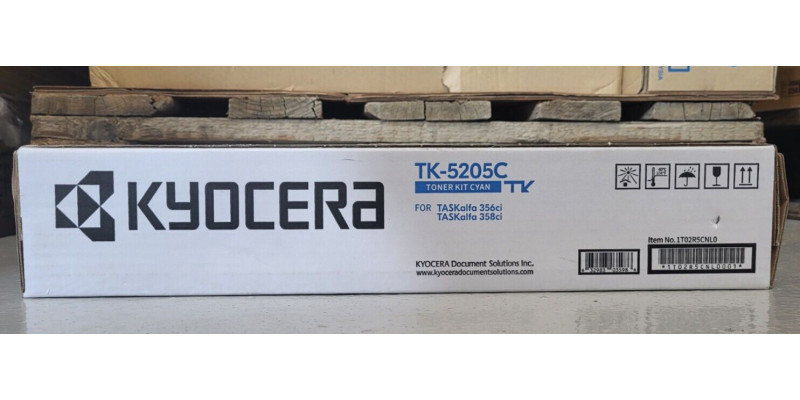 KYOCERA
TK-5205C
TONER KIT CYAN TK
FOR TASKalfa 356ci
TASKalfa 358ci
KYOCERA Document Solutions Inc.
www.kyoceradocumentsolutions.com
Item No.1T02R5CNL0
*1T02R5CNL0001*